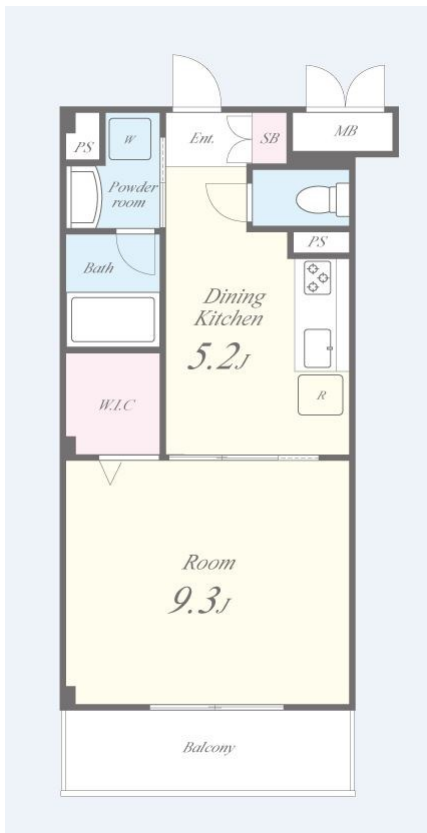 W
Ent.
SB
MB
PS
Powder
room
PS
Bath
Dining
Kitchen
5.2J
R
W.I.C
Room
9.3J
Balcony